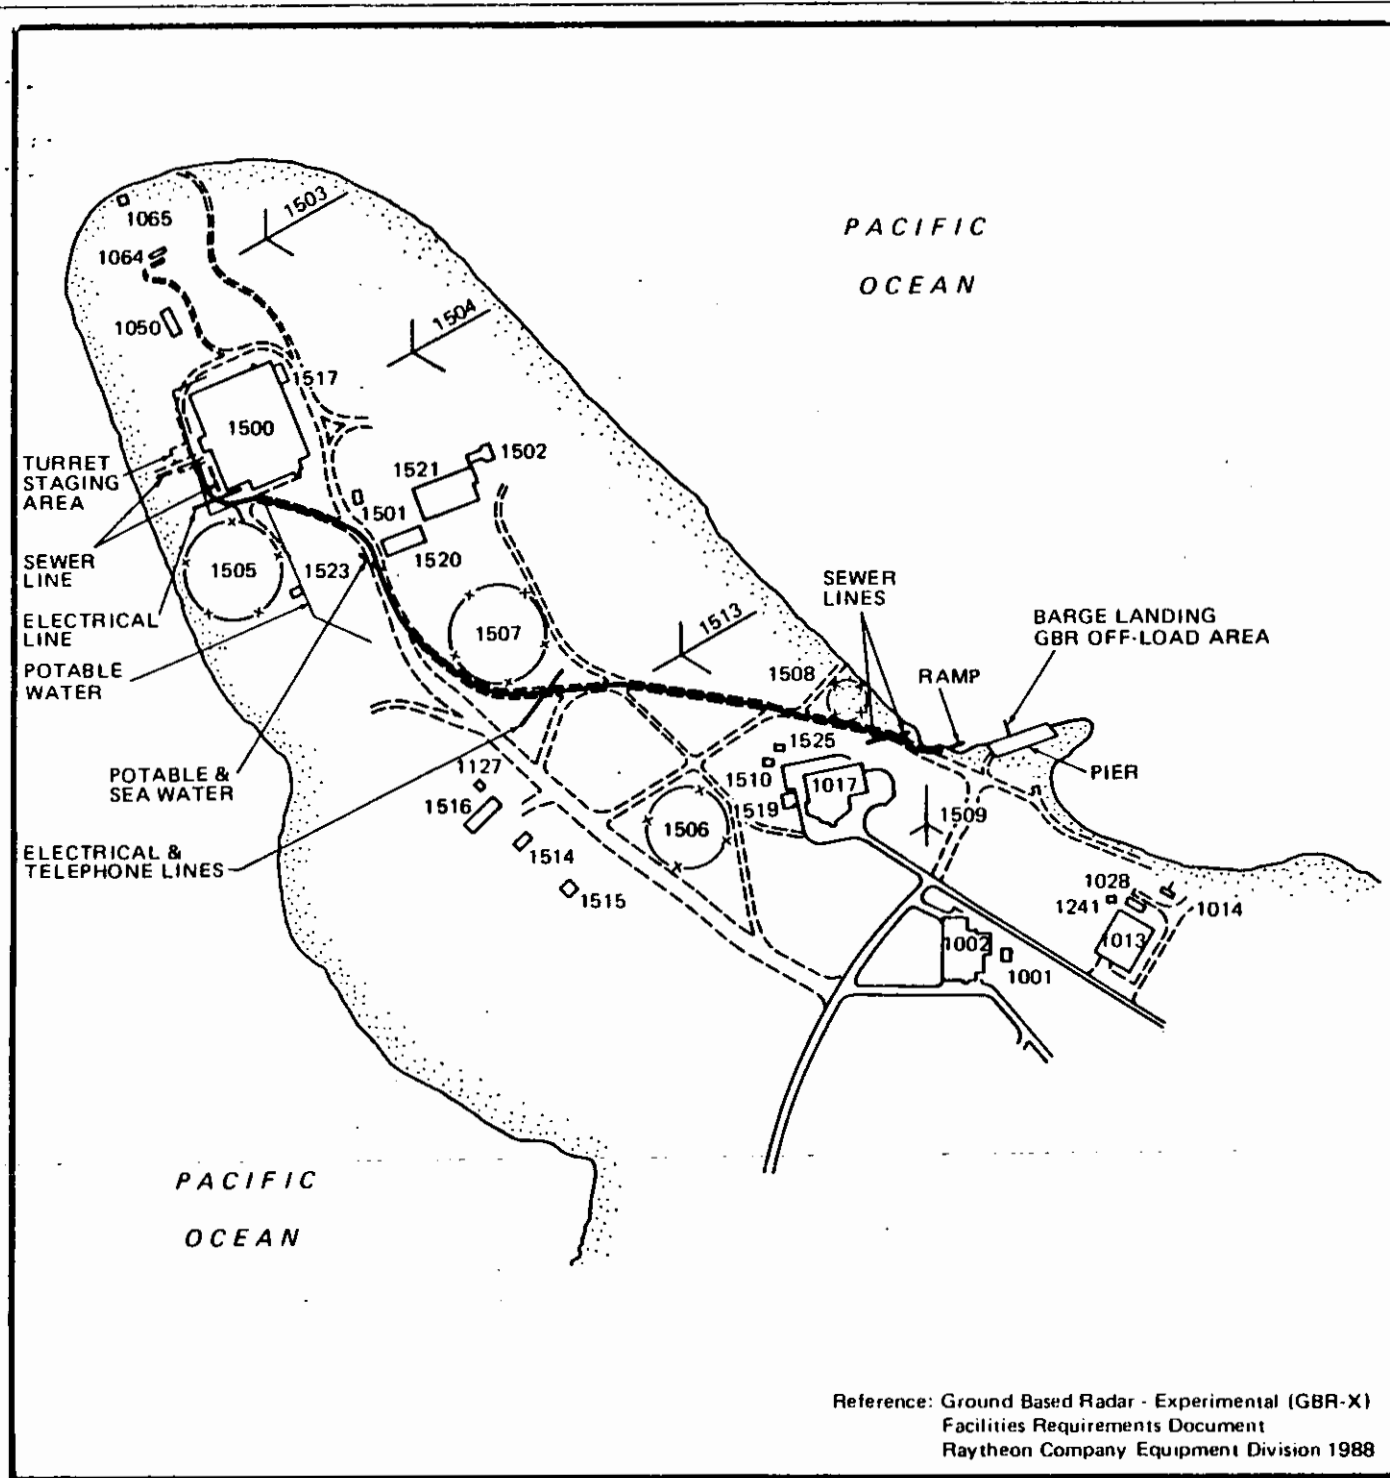 PACIFIC
OCEAN
1503
1065
1064
1504
1050
1517
1500
1502
1521
TURRET
STAGING
AREA
1501
1520
SEWER
LINE
1505
1523
SEWER
LINES
ELECTRICAL
LINE
1507
1513
BARGE LANDING
GBR OFF-LOAD AREA
POTABLE
WATER
1508
RAMP
1525
PIER
POTABLE &
SEA WATER
1127
1510
1017
1516
1519
1506
1509
ELECTRICAL &
TELEPHONE LINES
1514
1515
1028
1241
1014
1013
1002
1001
PACIFIC
OCEAN
Reference: Ground Based Radar - Experimental (GBR-X)
Facilities Requirements Document
Raytheon Company Equipment Division 1988